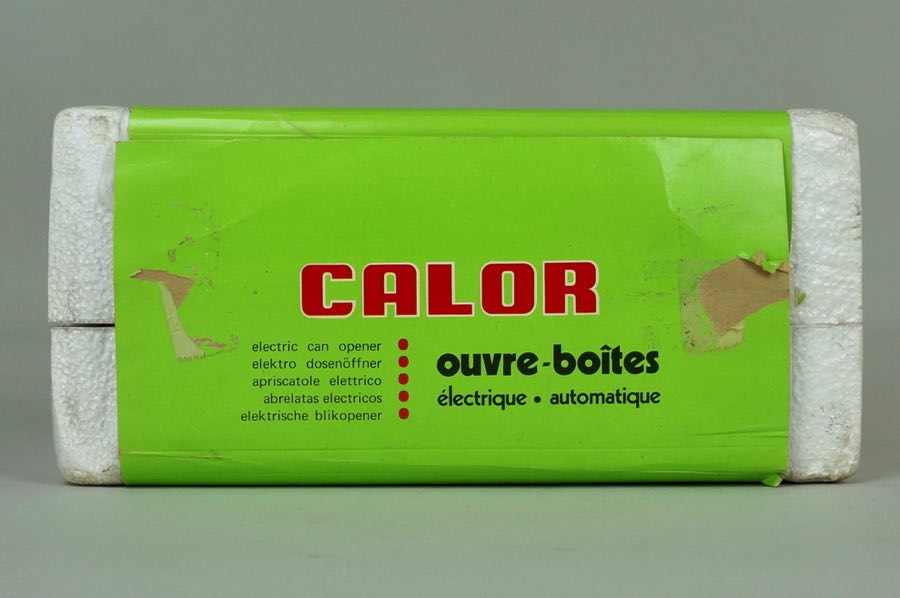 CALOR
electric can opener
elektro dosenöffner
apriscatole elettrico
abrelatas electricos
elektrische blikopener
ouvre-boîtes
électrique • automatique